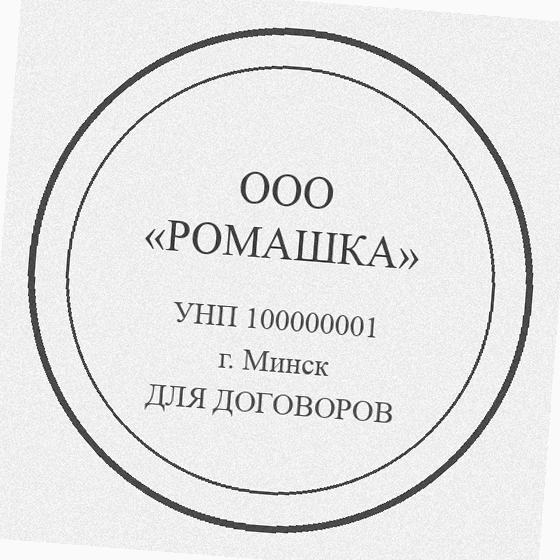 ООО
«РОМАШКА»
УНП 100000001
г. Минск
ДЛЯ ДОГОВОРОВ